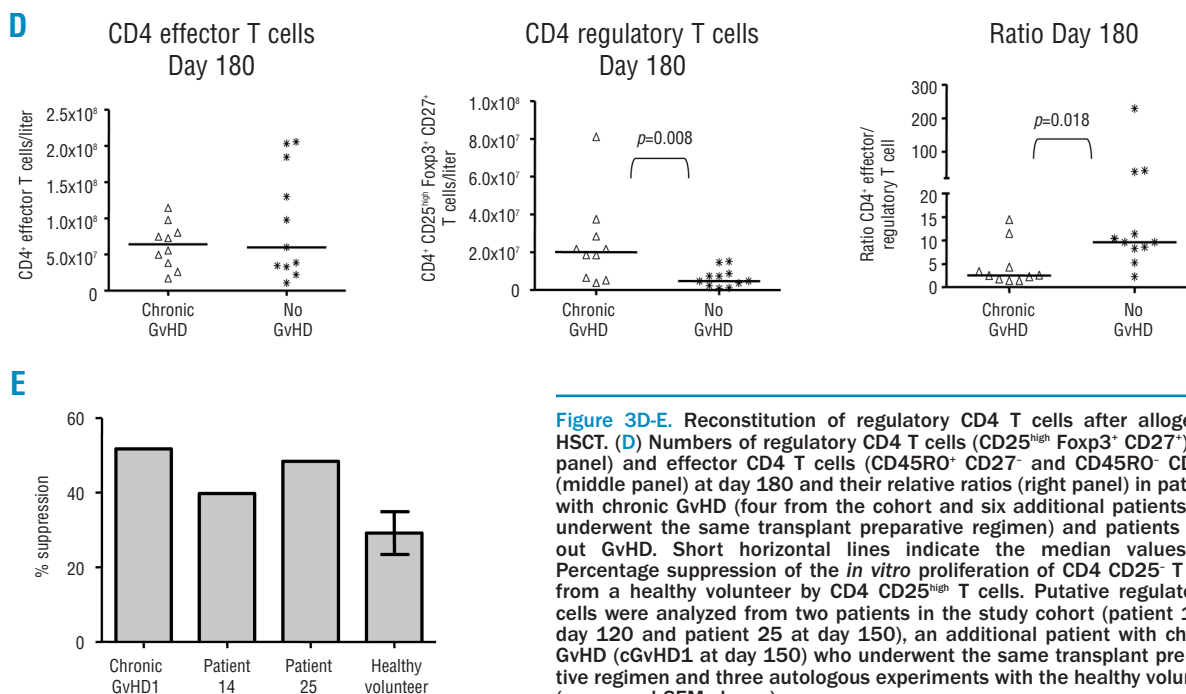 D
CD4 effector T cells
Day 180
CD4⁺ effector T cells/liter
2.5x10⁸
2.0x10⁸
1.5x10⁸
1.0x10⁸
5.0x10⁷
0
Chronic
GvHD
No
GvHD
CD4 regulatory T cells
Day 180
CD4⁺ CD25ʰⁱᵍʰ Foxp3⁺ CD27⁺
T cells/liter
1.0x10⁸
8.0x10⁷
6.0x10⁷
4.0x10⁷
2.0x10⁷
0
p=0.008
Chronic
GvHD
No
GvHD
Ratio Day 180
Ratio CD4⁺ effector/
regulatory T cell
300
200
100
20
15
10
5
0
p=0.018
Chronic
GvHD
No
GvHD
E
% suppression
60
40
20
0
Chronic
GvHD1
Patient
14
Patient
25
Healthy
volunteer
Figure 3D-E. Reconstitution of regulatory CD4 T cells after alloge
HSCT. (D) Numbers of regulatory CD4 T cells (CD25ʰⁱᵍʰ Foxp3⁺ CD27⁺)
panel) and effector CD4 T cells (CD45RO⁺ CD27⁻ and CD45RO⁻ CD
(middle panel) at day 180 and their relative ratios (right panel) in pat
with chronic GvHD (four from the cohort and six additional patients
underwent the same transplant preparative regimen) and patients
out GvHD. Short horizontal lines indicate the median values
Percentage suppression of the in vitro proliferation of CD4 CD25⁻ T
from a healthy volunteer by CD4 CD25ʰⁱᵍʰ T cells. Putative regulato
cells were analyzed from two patients in the study cohort (patient 1
day 120 and patient 25 at day 150), an additional patient with ch
GvHD (cGvHD1 at day 150) who underwent the same transplant pre
tive regimen and three autologous experiments with the healthy volun